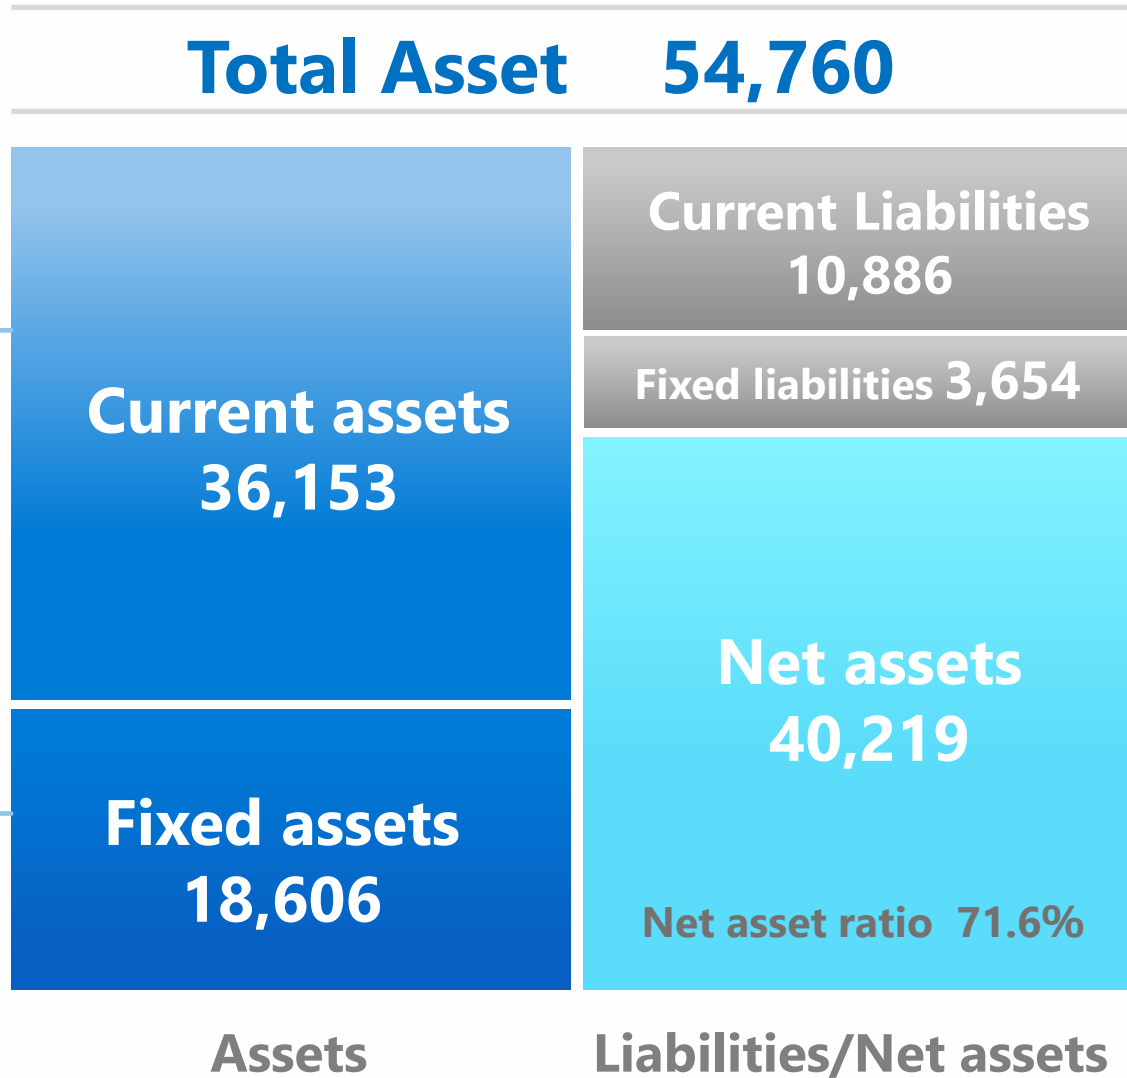 Total Asset 54,760
Current assets
36,153
Fixed assets
18,606
Current Liabilities
10,886
Fixed liabilities 3,654
Net assets
40,219
Net asset ratio 71.6%
Assets
Liabilities/Net assets